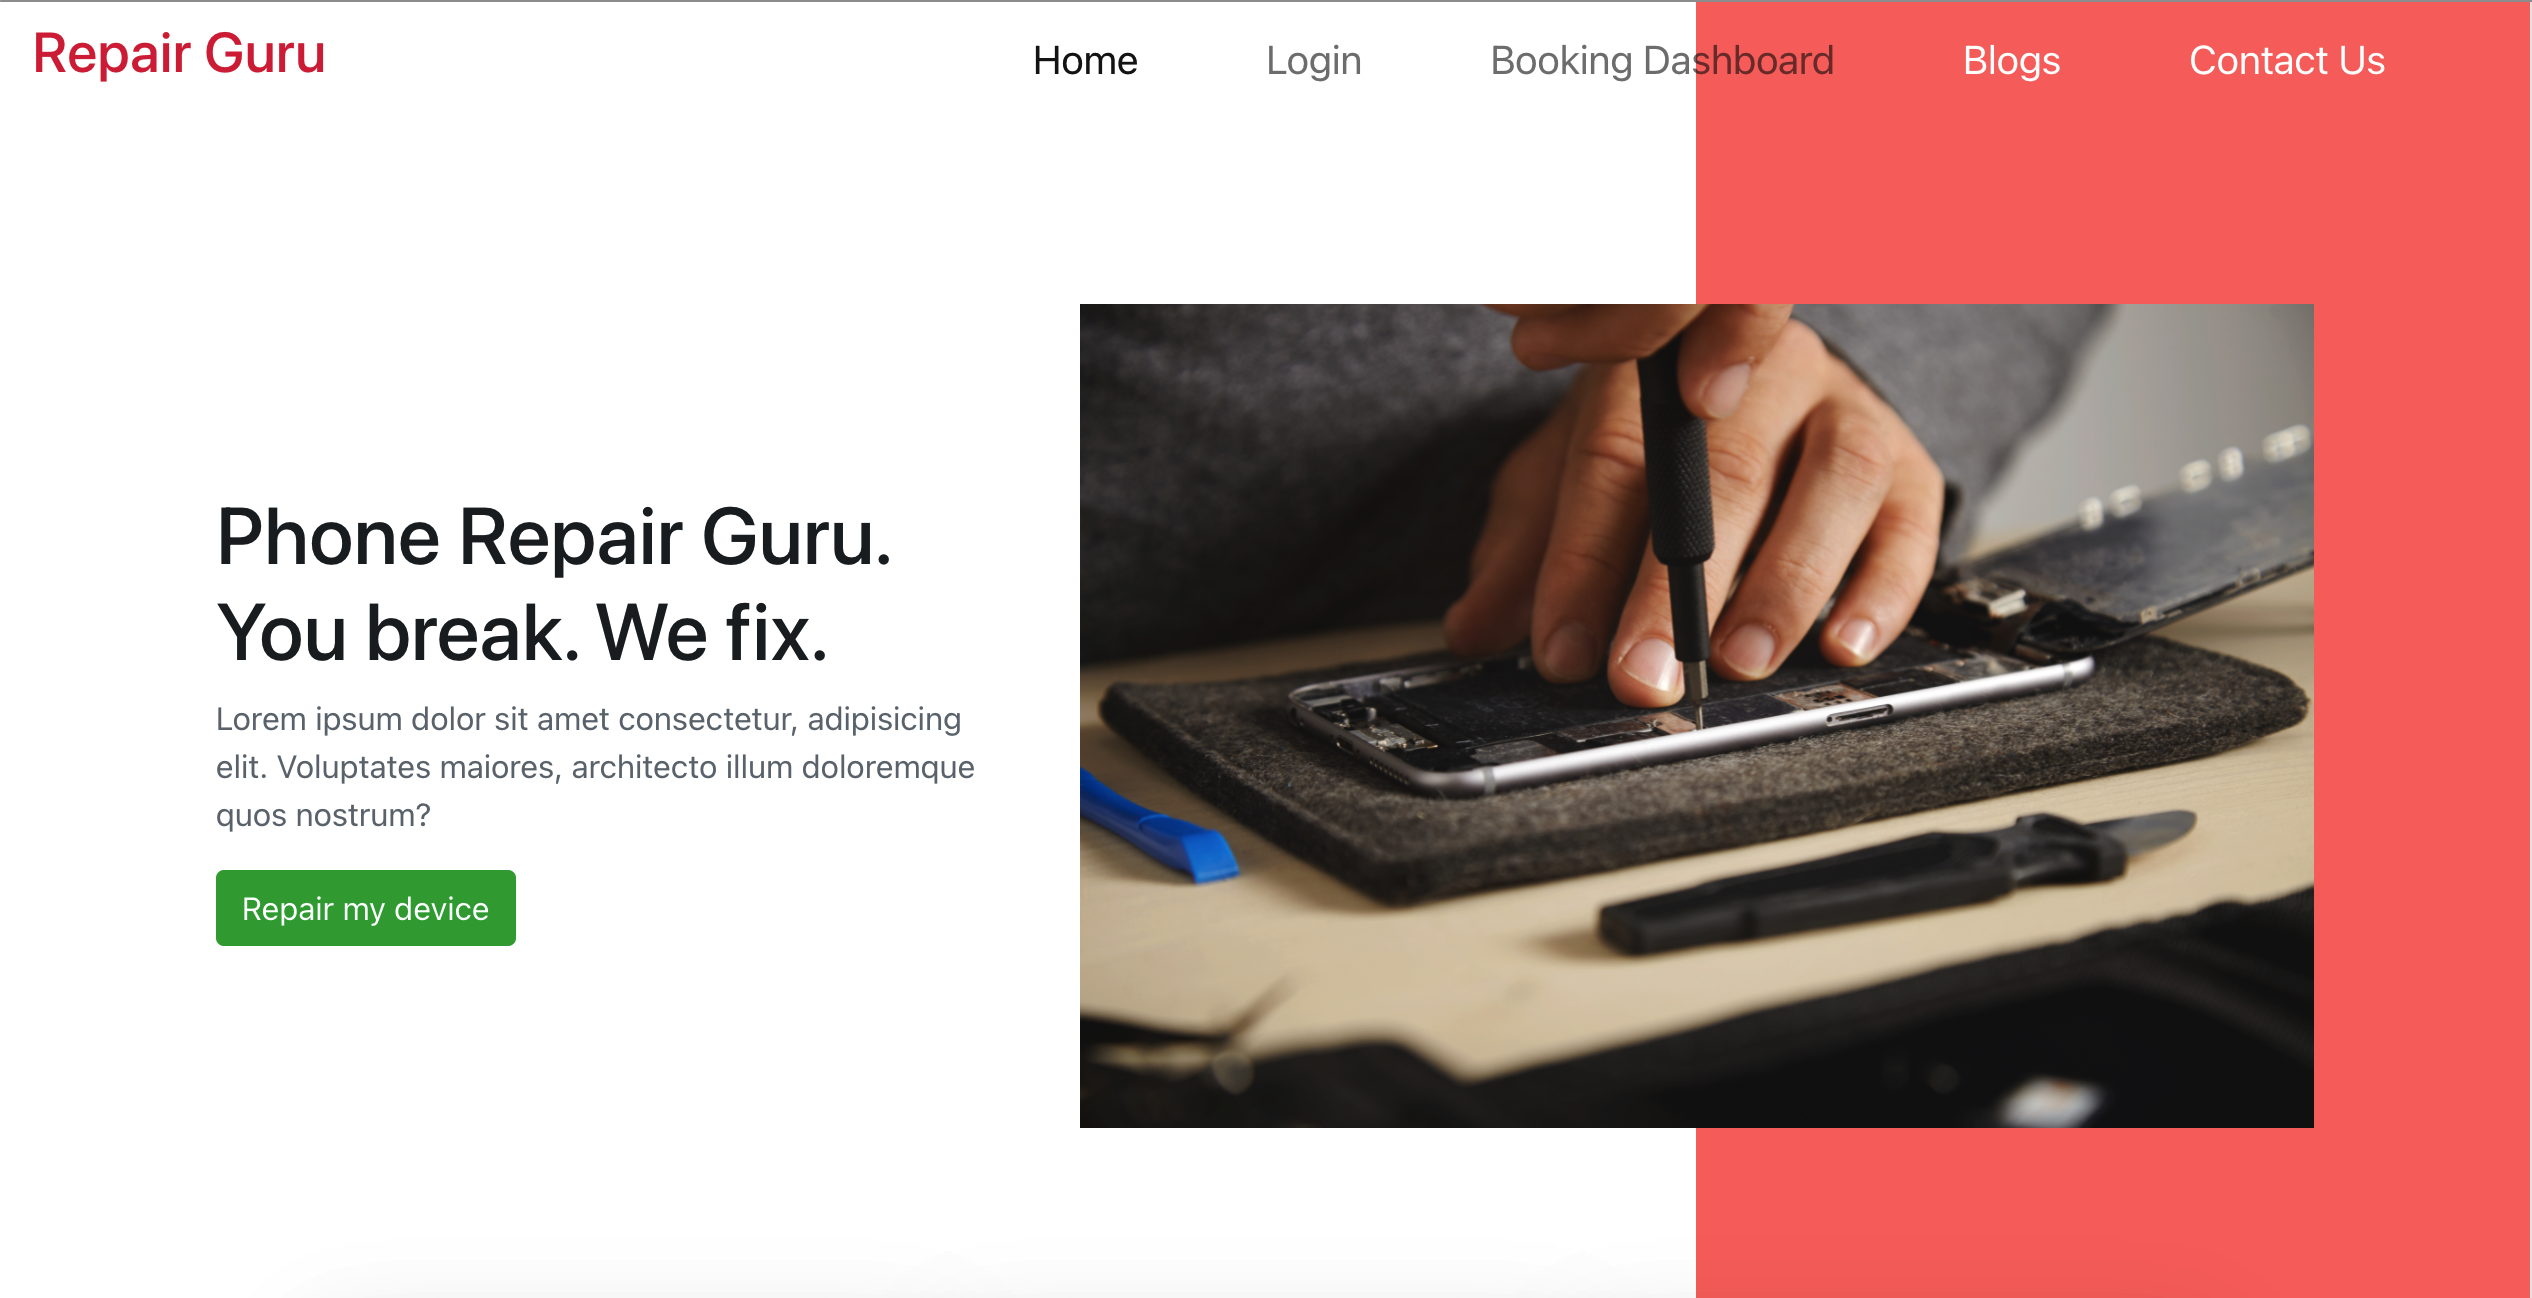 Repair Guru
Home Login Booking Dashboard Blogs Contact Us
Phone Repair Guru.
You break. We fix.
Lorem ipsum dolor sit amet consectetur, adipisicing
elit. Voluptates maiores, architecto illum doloremque
quos nostrum?
Repair my device